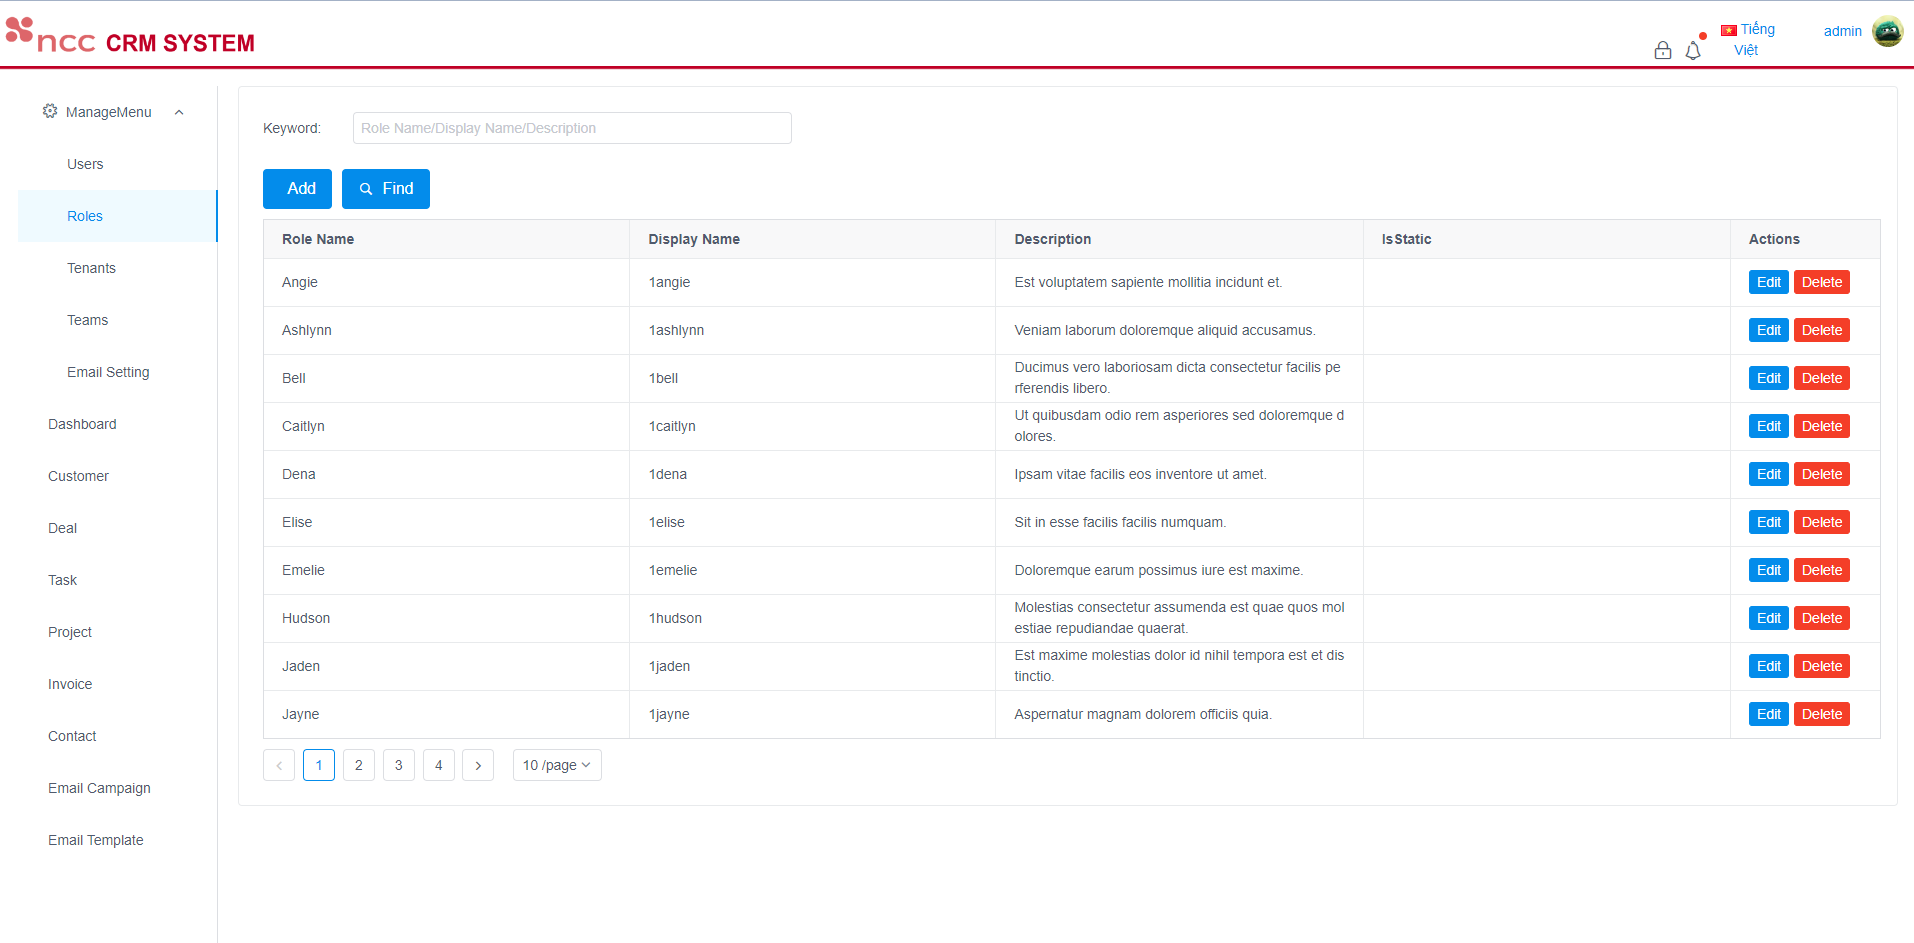 ncc CRM SYSTEM
Tiếng
Việt
admin
ManageMenu
Users
Roles
Tenants
Teams
Email Setting
Dashboard
Customer
Deal
Task
Project
Invoice
Contact
Email Campaign
Email Template
Keyword: Role Name/Display Name/Description
Add Find
Role Name Display Name Description IsStatic Actions
Angie 1angie Est voluptatem sapiente mollitia incidunt et. Edit Delete
Ashlynn 1ashlynn Veniam laborum doloremque aliquid accusamus. Edit Delete
Bell 1bell Ducimus vero laboriosam dicta consectetur facilis pe
rferendis libero. Edit Delete
Caitlyn 1caitlyn Ut quibusdam odio rem asperiores sed doloremque d
olores. Edit Delete
Dena 1dena Ipsam vitae facilis eos inventore ut amet. Edit Delete
Elise 1elise Sit in esse facilis facilis numquam. Edit Delete
Emelie 1emelie Doloremque earum possimus iure est maxime. Edit Delete
Hudson 1hudson Molestias consectetur assumenda est quae quos mol
estiae repudiandae quaerat. Edit Delete
Jaden 1jaden Est maxime molestias dolor id nihil tempora est et dis
tinctio. Edit Delete
Jayne 1jayne Aspernatur magnam dolorem officiis quia. Edit Delete
< 1 2 3 4 > 10 /page